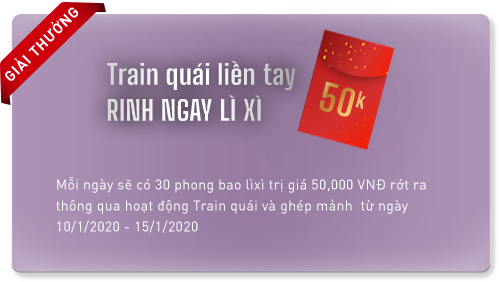 GIẢI THƯỞNG
Train quái liền tay
RINH NGAY LÌ XÌ
50K
Mỗi ngày sẽ có 30 phong bao lìxì trị giá 50,000 VNĐ rớt ra
thông qua hoạt động Train quái và ghép mảnh từ ngày
10/1/2020 - 15/1/2020